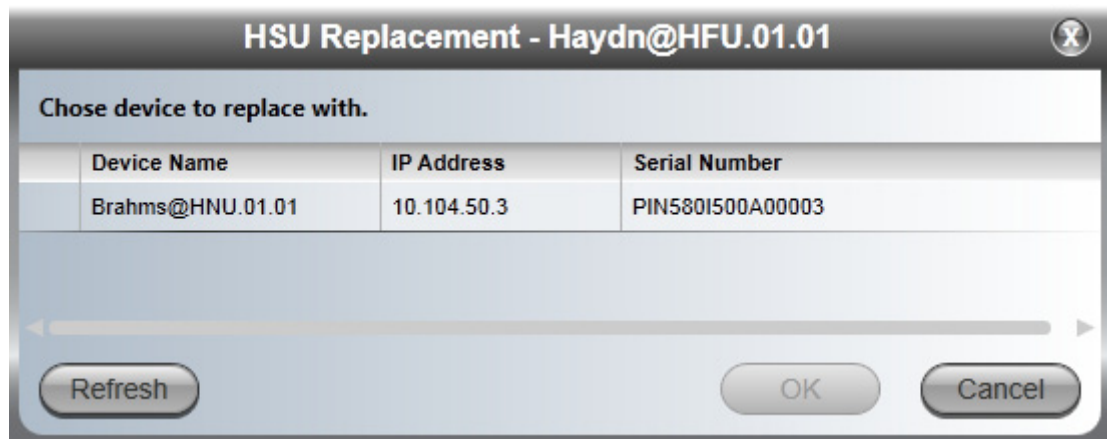 HSU Replacement - Haydn@HFU.01.01
X
Chose device to replace with.
Device Name IP Address Serial Number
Brahms@HNU.01.01 10.104.50.3 PIN580I500A00003
Refresh OK Cancel